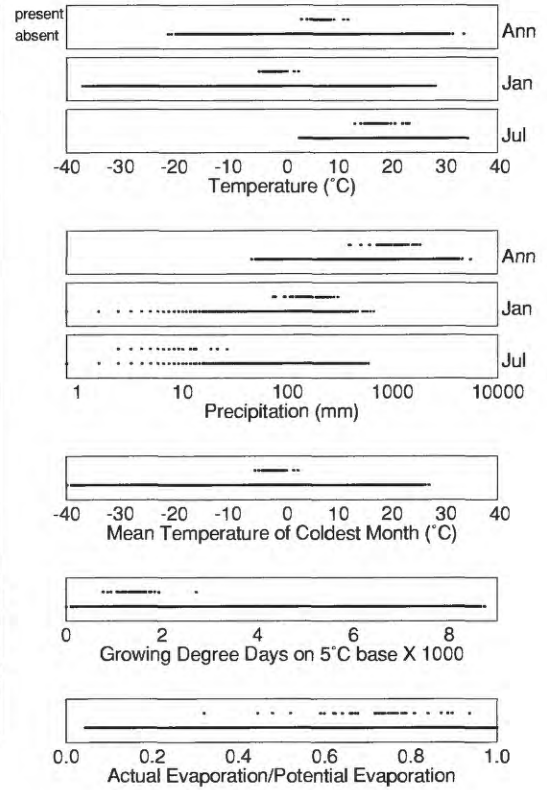 present
absent
Ann
Jan
Jul
-40 -30 -20 -10 0 10 20 30 40
Temperature (°C)
Ann
Jan
Jul
1 10 100 1000 10000
Precipitation (mm)
-40 -30 -20 -10 0 10 20 30 40
Mean Temperature of Coldest Month (°C)
0 2 4 6 8
Growing Degree Days on 5°C base X 1000
0.0 0.2 0.4 0.6 0.8 1.0
Actual Evaporation/Potential Evaporation